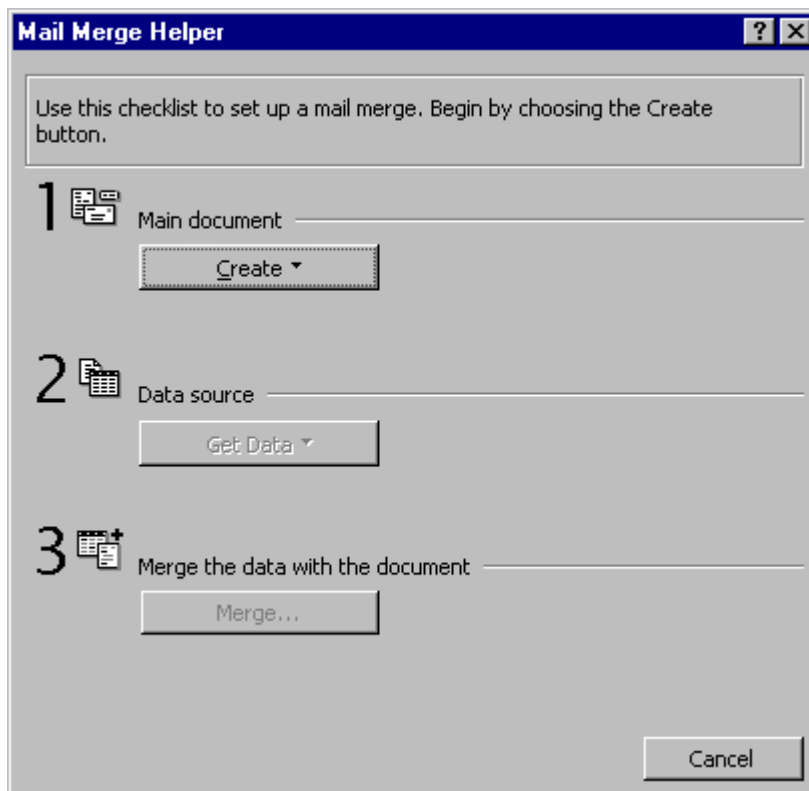 Mail Merge Helper
Use this checklist to set up a mail merge. Begin by choosing the Create
button.
1
Main document
Create
2
Data source
Get Data
3
Merge the data with the document
Merge...
Cancel